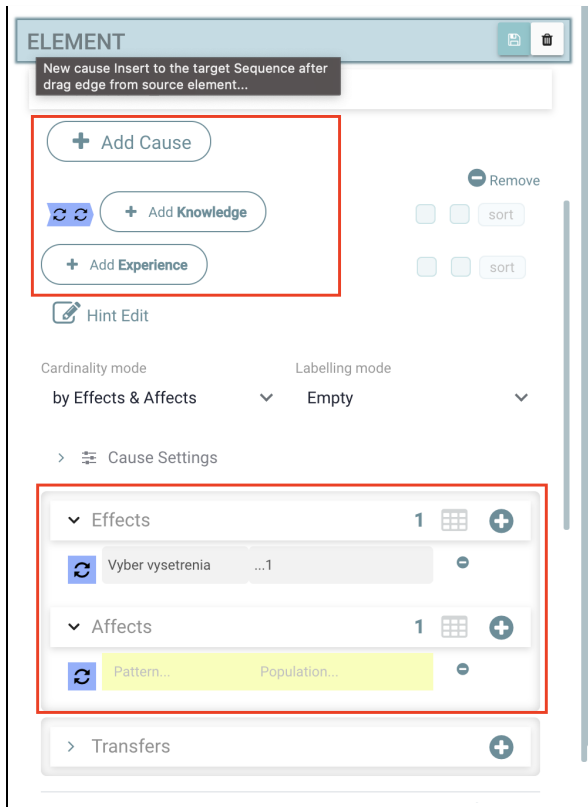 ELEMENT
New cause Insert to the target Sequence after
drag edge from source element...
Add Cause
Remove
Add Knowledge
sort
Add Experience
sort
Hint Edit
Cardinality mode
Labelling mode
by Effects & Affects
Empty
Cause Settings
Effects
1
Vyber vysetrenia
...1
Affects
1
Pattern...
Population...
Transfers